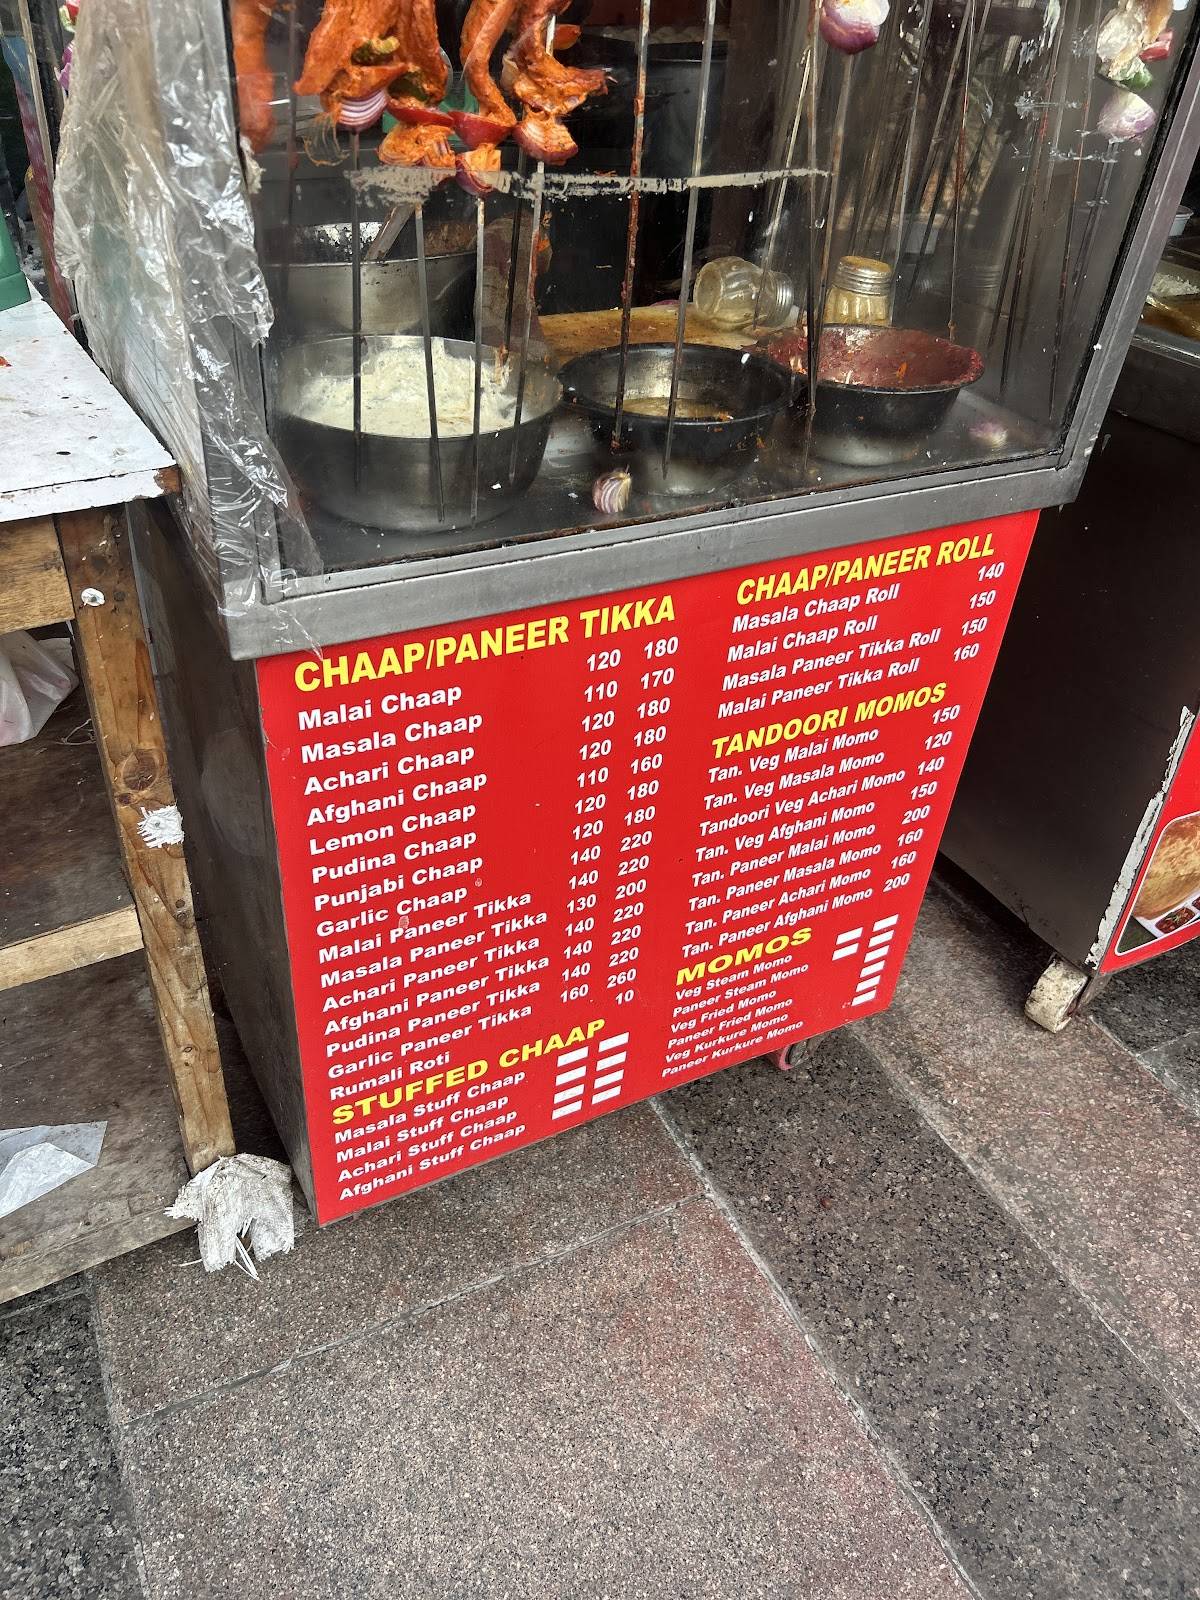 CHAAP/PANEER TIKKA
Malai Chaap 120 180
Masala Chaap 110 170
Achari Chaap 120 180
Afghani Chaap 120 180
Lemon Chaap 110 160
Pudina Chaap 120 180
Punjabi Chaap 120 180
Garlic Chaap 140 220
Malai Paneer Tikka 140 220
Masala Paneer Tikka 130 200
Achari Paneer Tikka 140 220
Afghani Paneer Tikka 140 220
Pudina Paneer Tikka 140 220
Garlic Paneer Tikka 160 260
Rumali Roti 10
STUFFED CHAAP
Masala Stuff Chaap
Malai Stuff Chaap
Achari Stuff Chaap
Afghani Stuff Chaap
CHAAP/PANEER ROLL
Masala Chaap Roll 140
Malai Chaap Roll 150
Masala Paneer Tikka Roll 150
Malai Paneer Tikka Roll 160
TANDOORI MOMOS
Tan. Veg Malai Momo 150
Tan. Veg Masala Momo 120
Tandoori Veg Achari Momo 140
Tan. Veg Afghani Momo 150
Tan. Paneer Malai Momo 200
Tan. Paneer Masala Momo 160
Tan. Paneer Achari Momo 160
Tan. Paneer Afghani Momo 200
MOMOS
Veg Steam Momo
Paneer Steam Momo
Veg Fried Momo
Paneer Fried Momo
Veg Kurkure Momo
Paneer Kurkure Momo